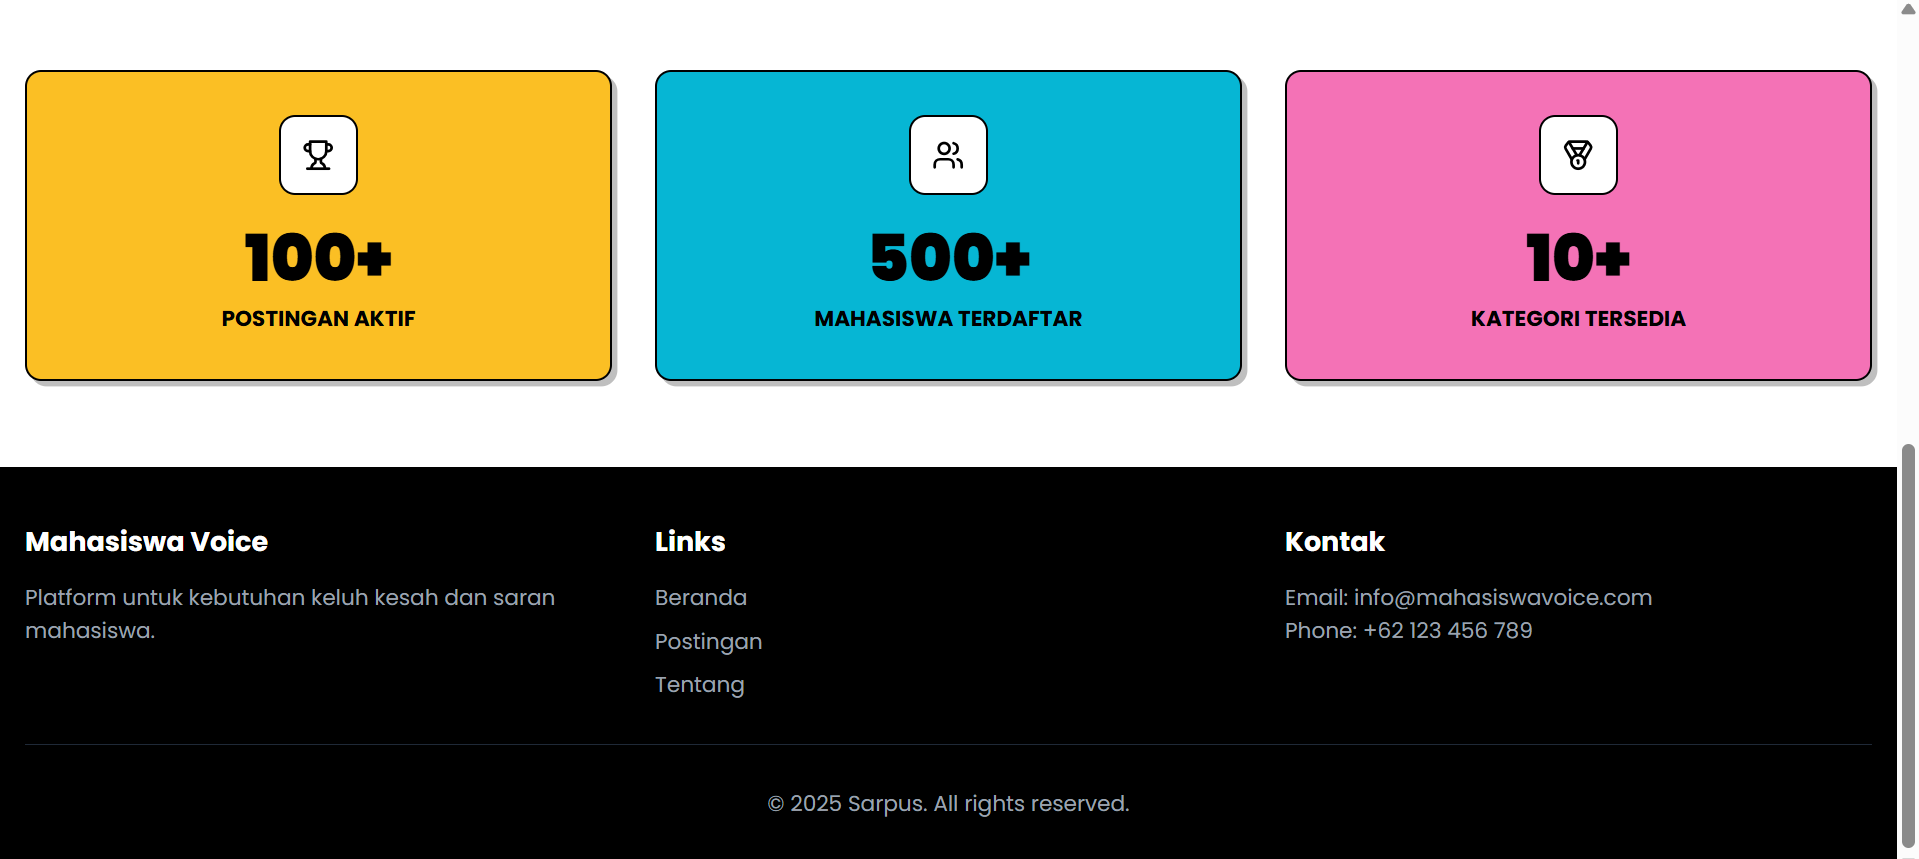 100+
POSTINGAN AKTIF
500+
MAHASISWA TERDAFTAR
10+
KATEGORI TERSEDIA
Mahasiswa Voice
Platform untuk kebutuhan keluh kesah dan saran
mahasiswa.
Links
Beranda
Postingan
Tentang
Kontak
Email: info@mahasiswavoice.com
Phone: +62 123 456 789
© 2025 Sarpus. All rights reserved.